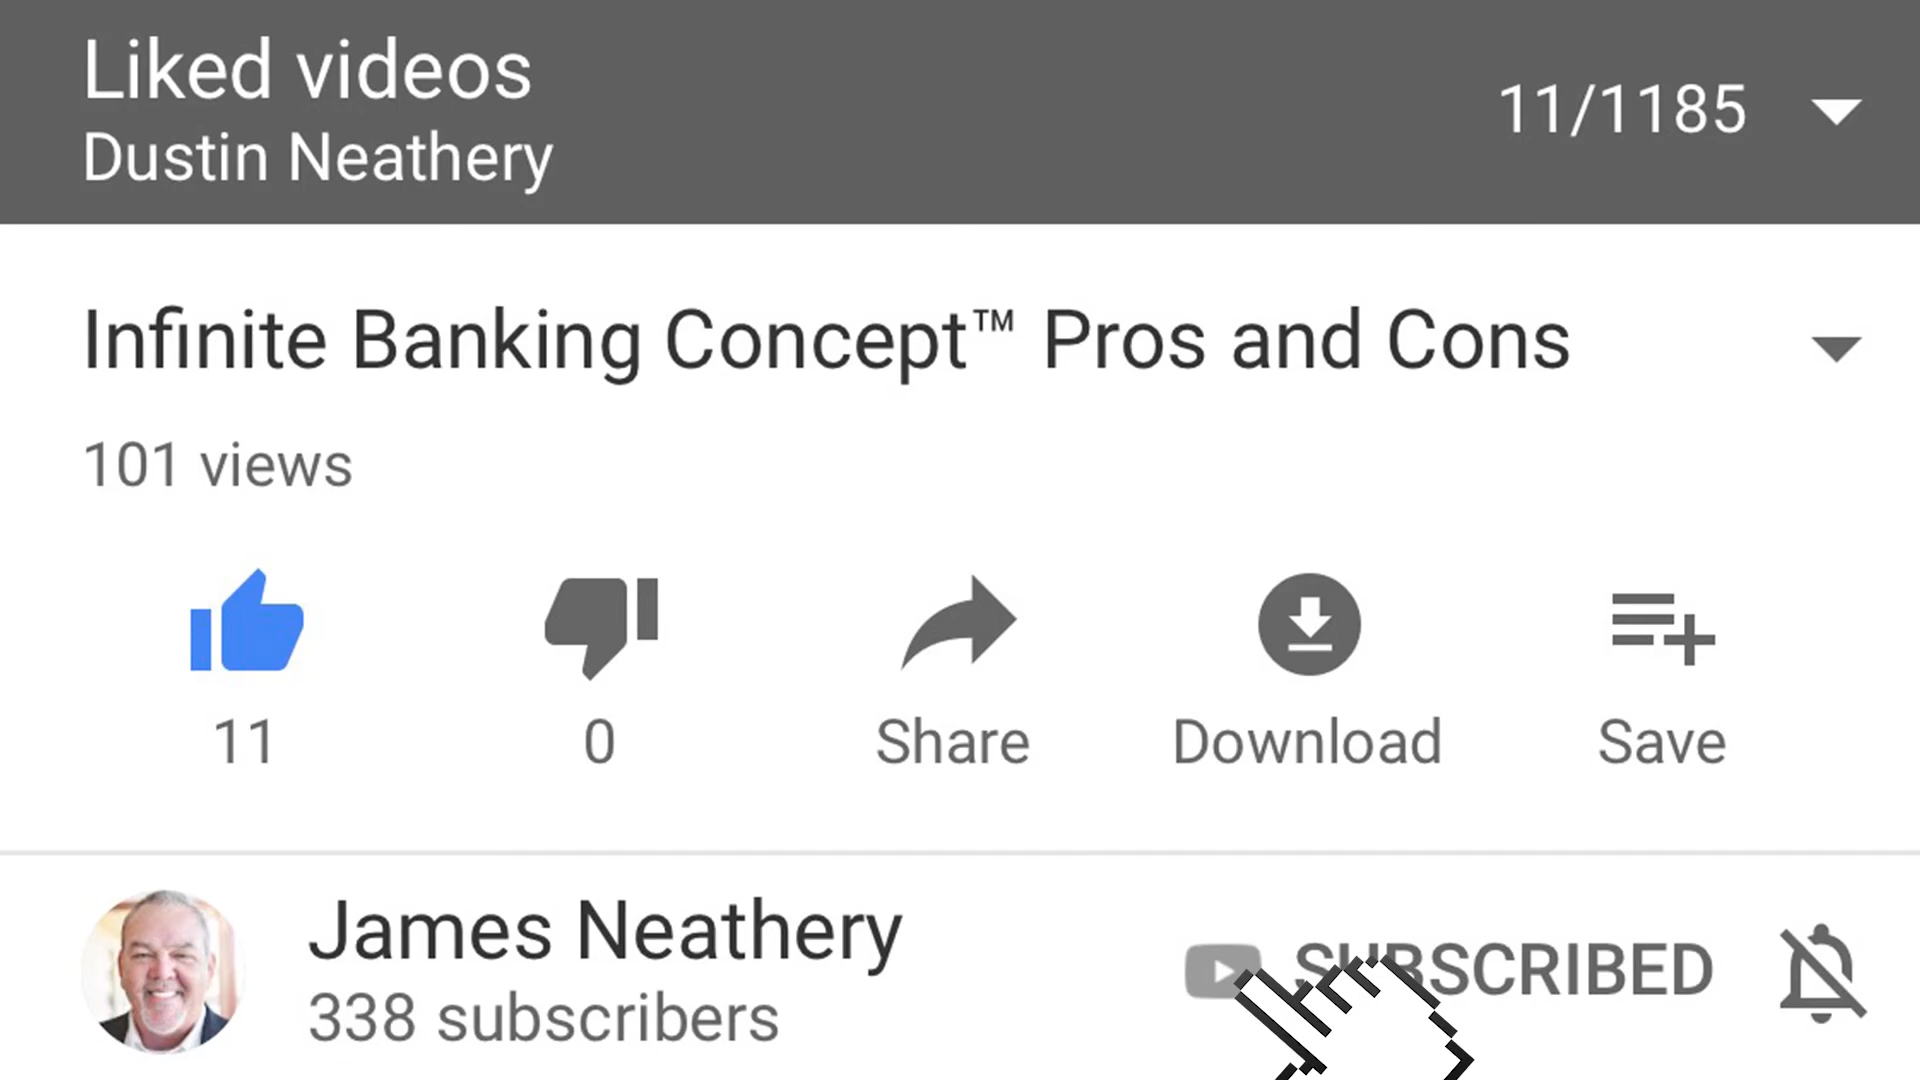 Liked videos
Dustin Neathery
11/1185
Infinite Banking Concept™ Pros and Cons
101 views
11
0
Share
Download
Save
James Neathery
338 subscribers
SUBSCRIBED